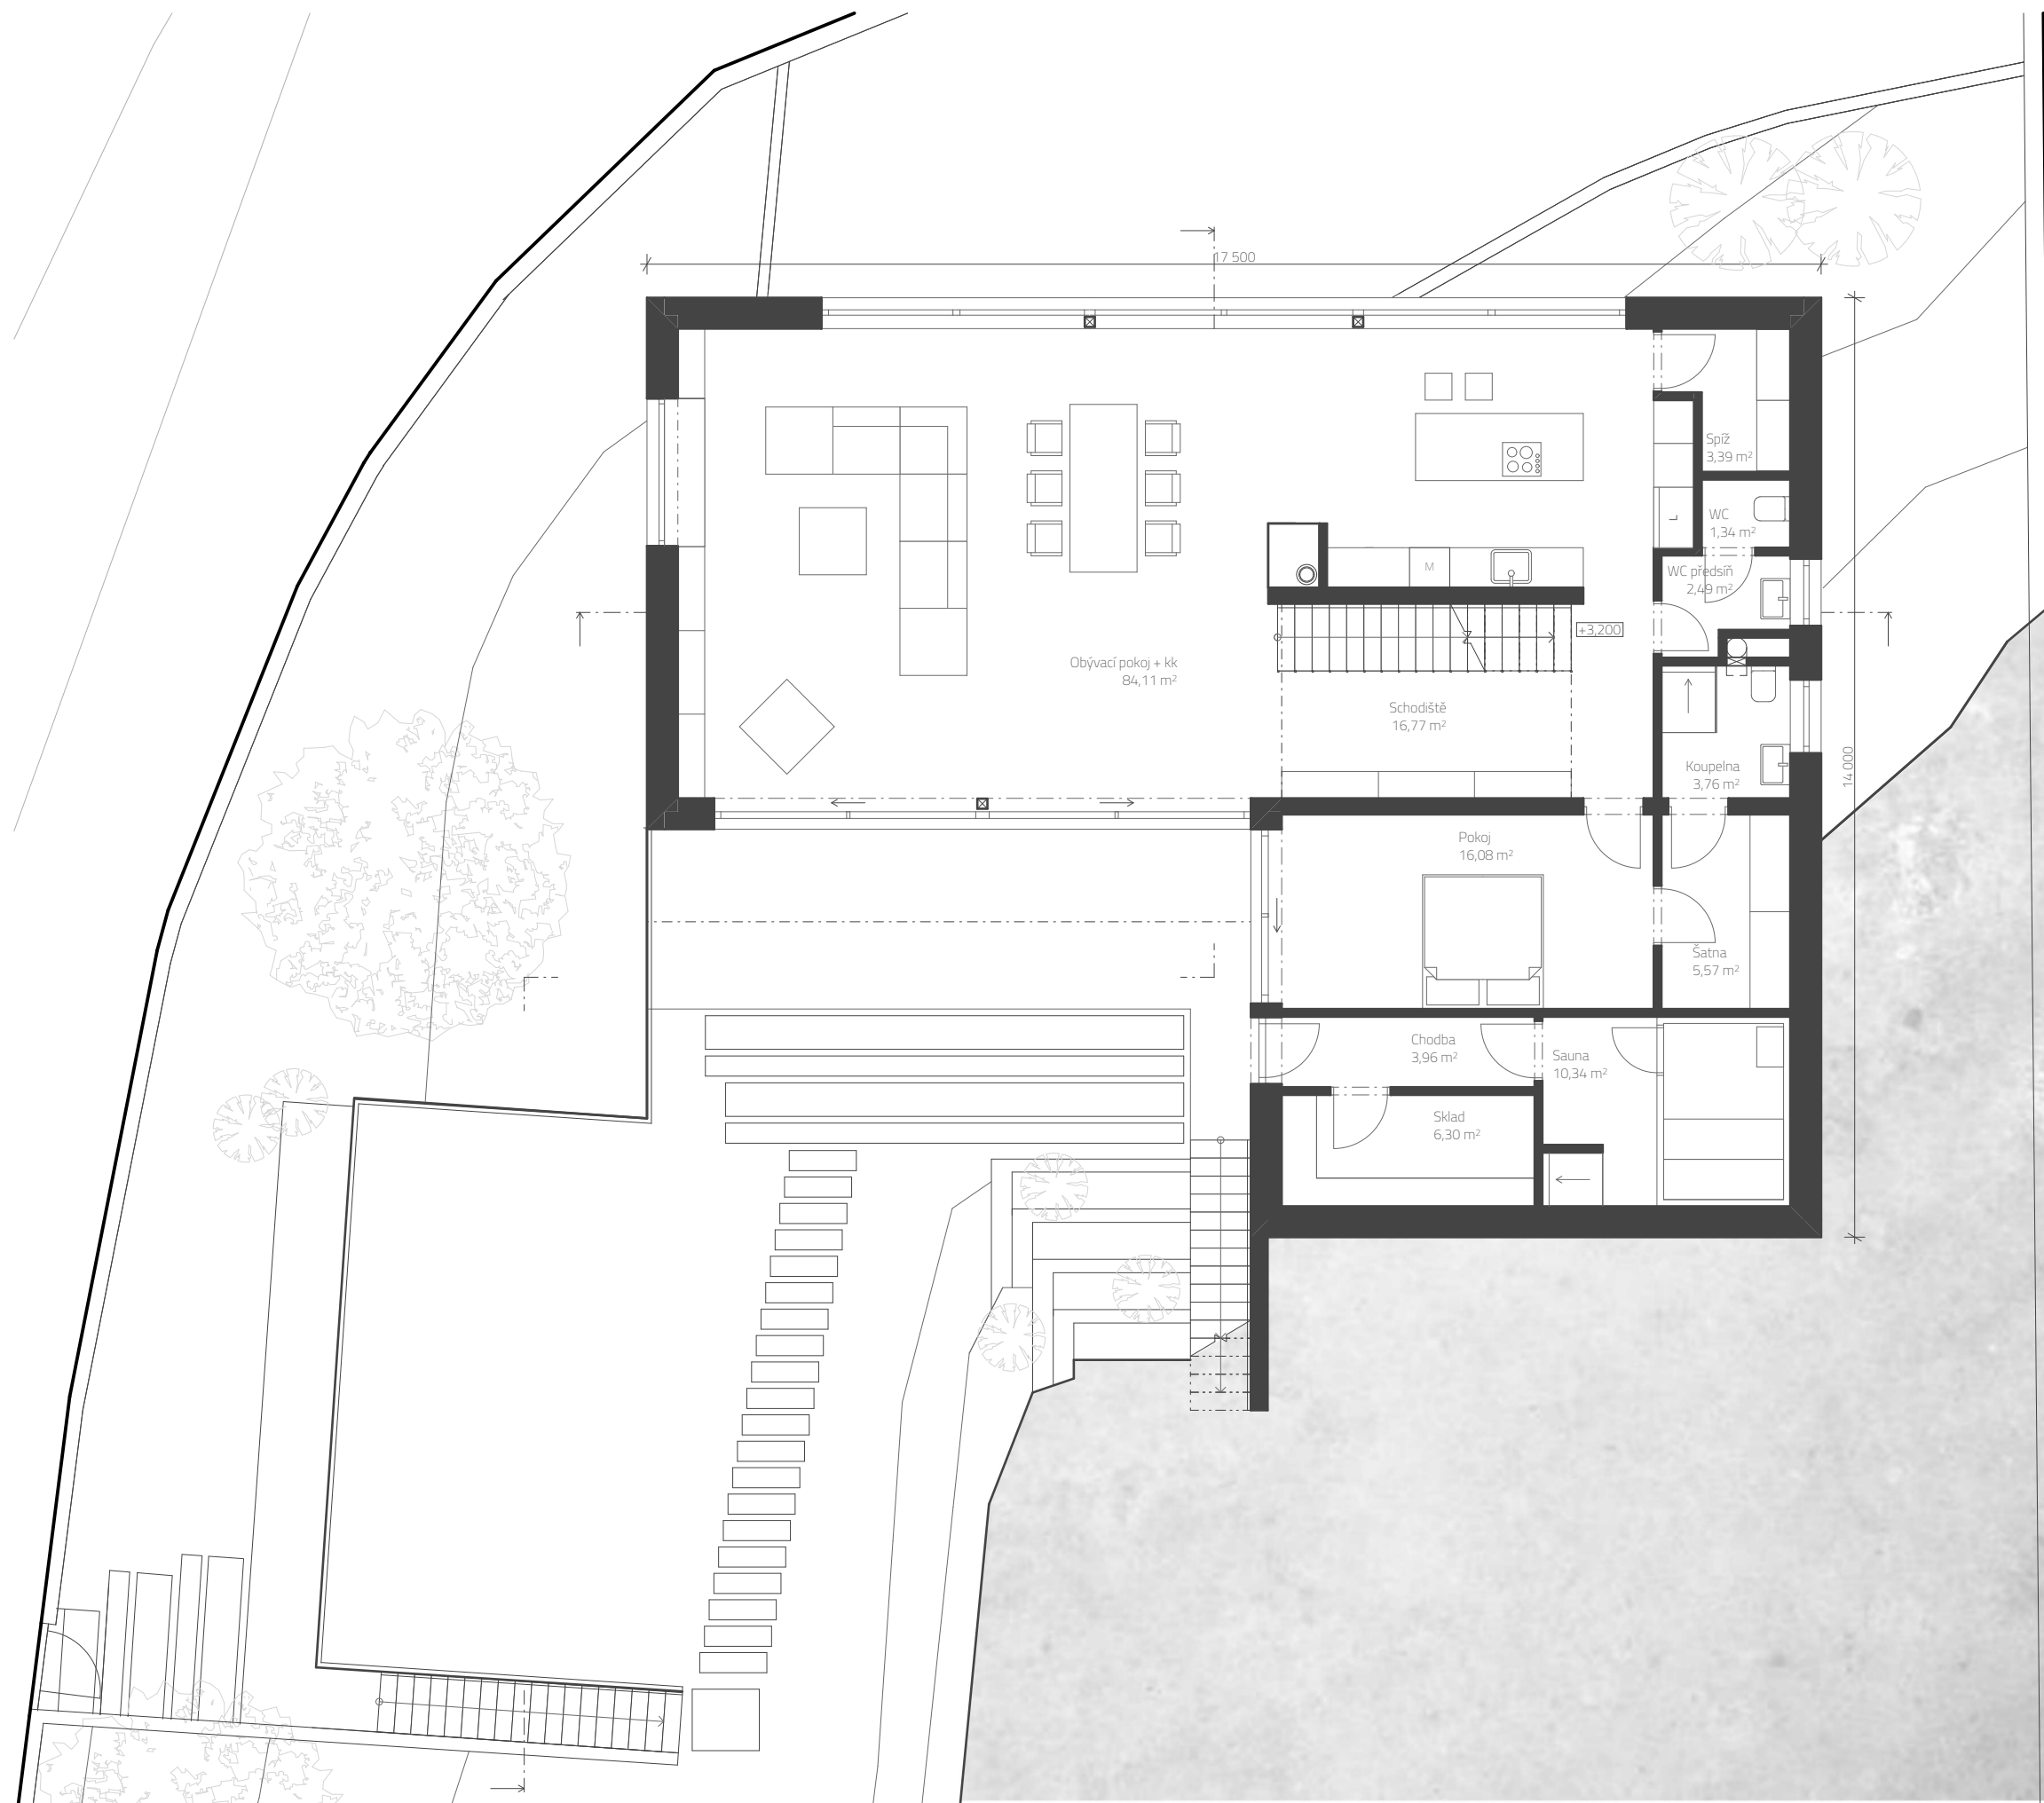 17 500
Spíž
3,39 m²
L
WC
1,34 m²
WC předsíň
2,49 m²
M
+3,200
Obývací pokoj + kk
84,11 m²
Schodiště
16,77 m²
Koupelna
3,76 m²
14 000
Pokoj
16,08 m²
Šatna
5,57 m²
Chodba
3,96 m²
Sauna
10,34 m²
Sklad
6,30 m²